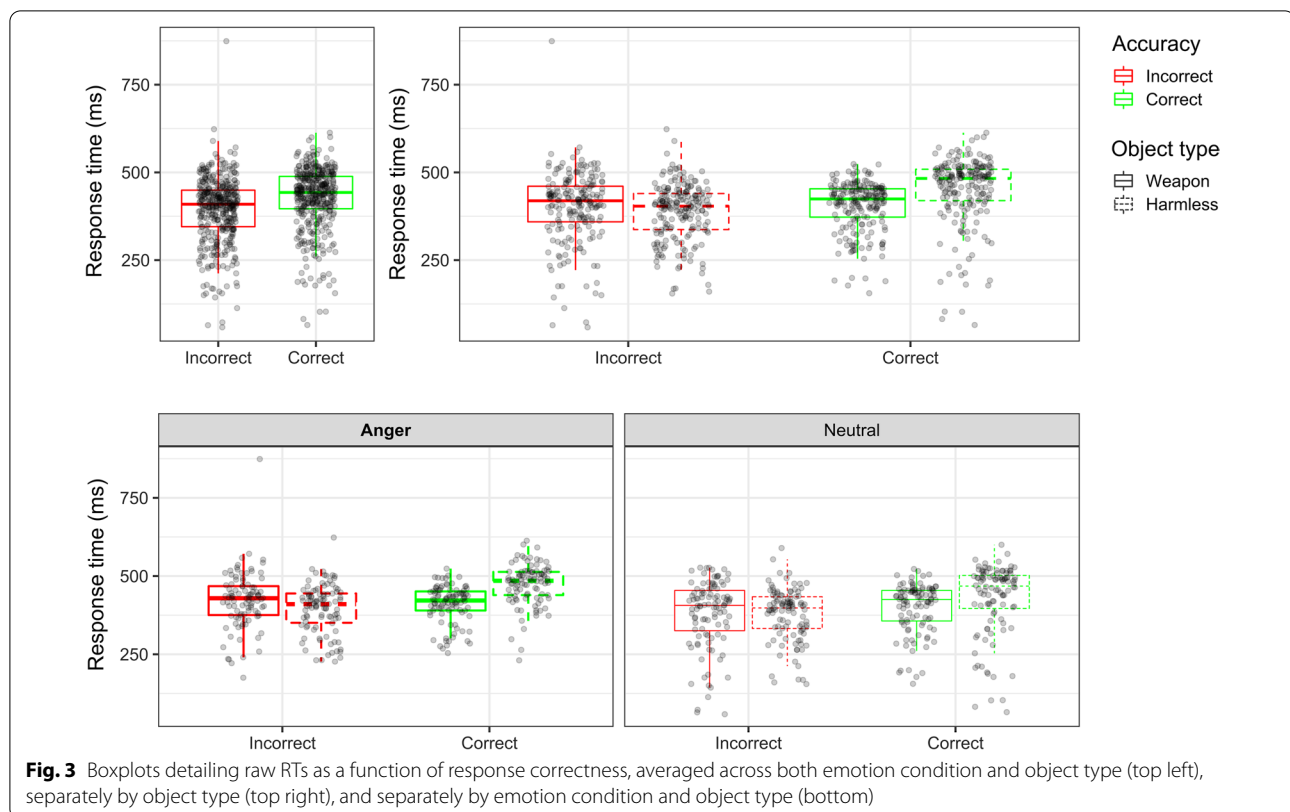 Response time (ms)
750
500
250
Incorrect
Correct
Response time (ms)
750
500
250
Incorrect
Correct
Accuracy
Incorrect
Correct
Object type
Weapon
Harmless
Anger
Neutral
Response time (ms)
750
500
250
Incorrect
Correct
Incorrect
Correct
Fig. 3 Boxplots detailing raw RTs as a function of response correctness, averaged across both emotion condition and object type (top left),
separately by object type (top right), and separately by emotion condition and object type (bottom)